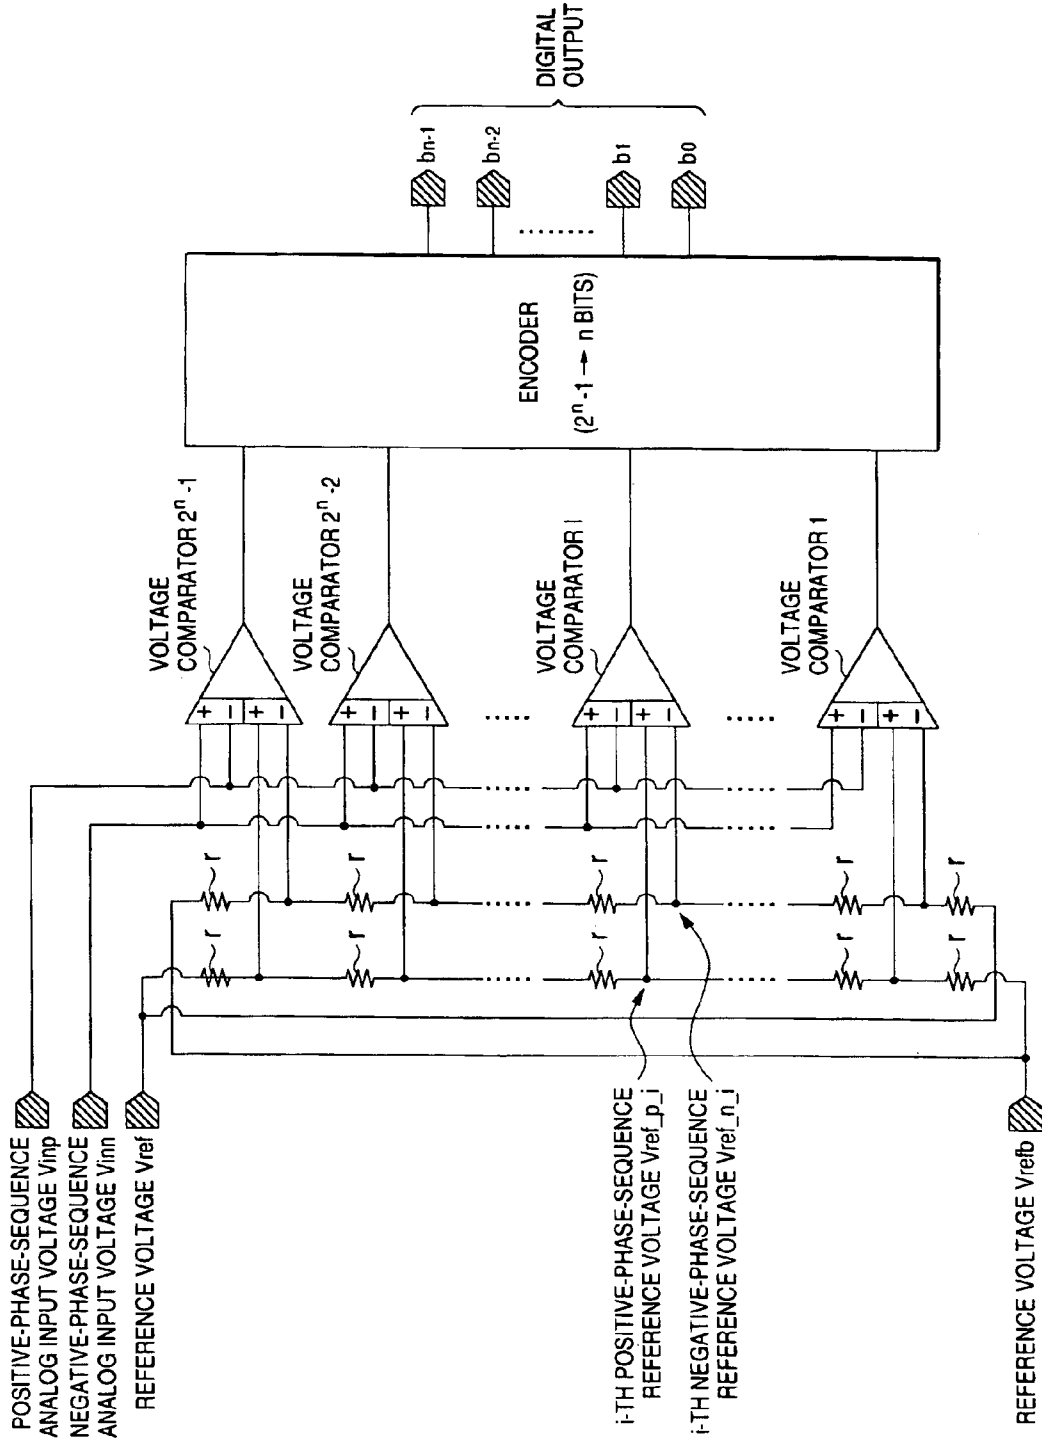 POSITIVE-PHASE-SEQUENCE
ANALOG INPUT VOLTAGE Vinp
NEGATIVE-PHASE-SEQUENCE
ANALOG INPUT VOLTAGE Vinn
REFERENCE VOLTAGE Vref
i-TH POSITIVE-PHASE-SEQUENCE
REFERENCE VOLTAGE Vref_p_i
i-TH NEGATIVE-PHASE-SEQUENCE
REFERENCE VOLTAGE Vref_n_i
REFERENCE VOLTAGE Vrefb
r
r
r
r
r
r
r
r
r
r
VOLTAGE
COMPARATOR 2ⁿ-1
+
−
+
−
VOLTAGE
COMPARATOR 2ⁿ-2
+
−
+
−
VOLTAGE
COMPARATOR I
+
−
+
−
VOLTAGE
COMPARATOR 1
+
−
+
−
ENCODER
(2ⁿ-1 → n BITS)
bn-1
bn-2
b1
b0
DIGITAL
OUTPUT